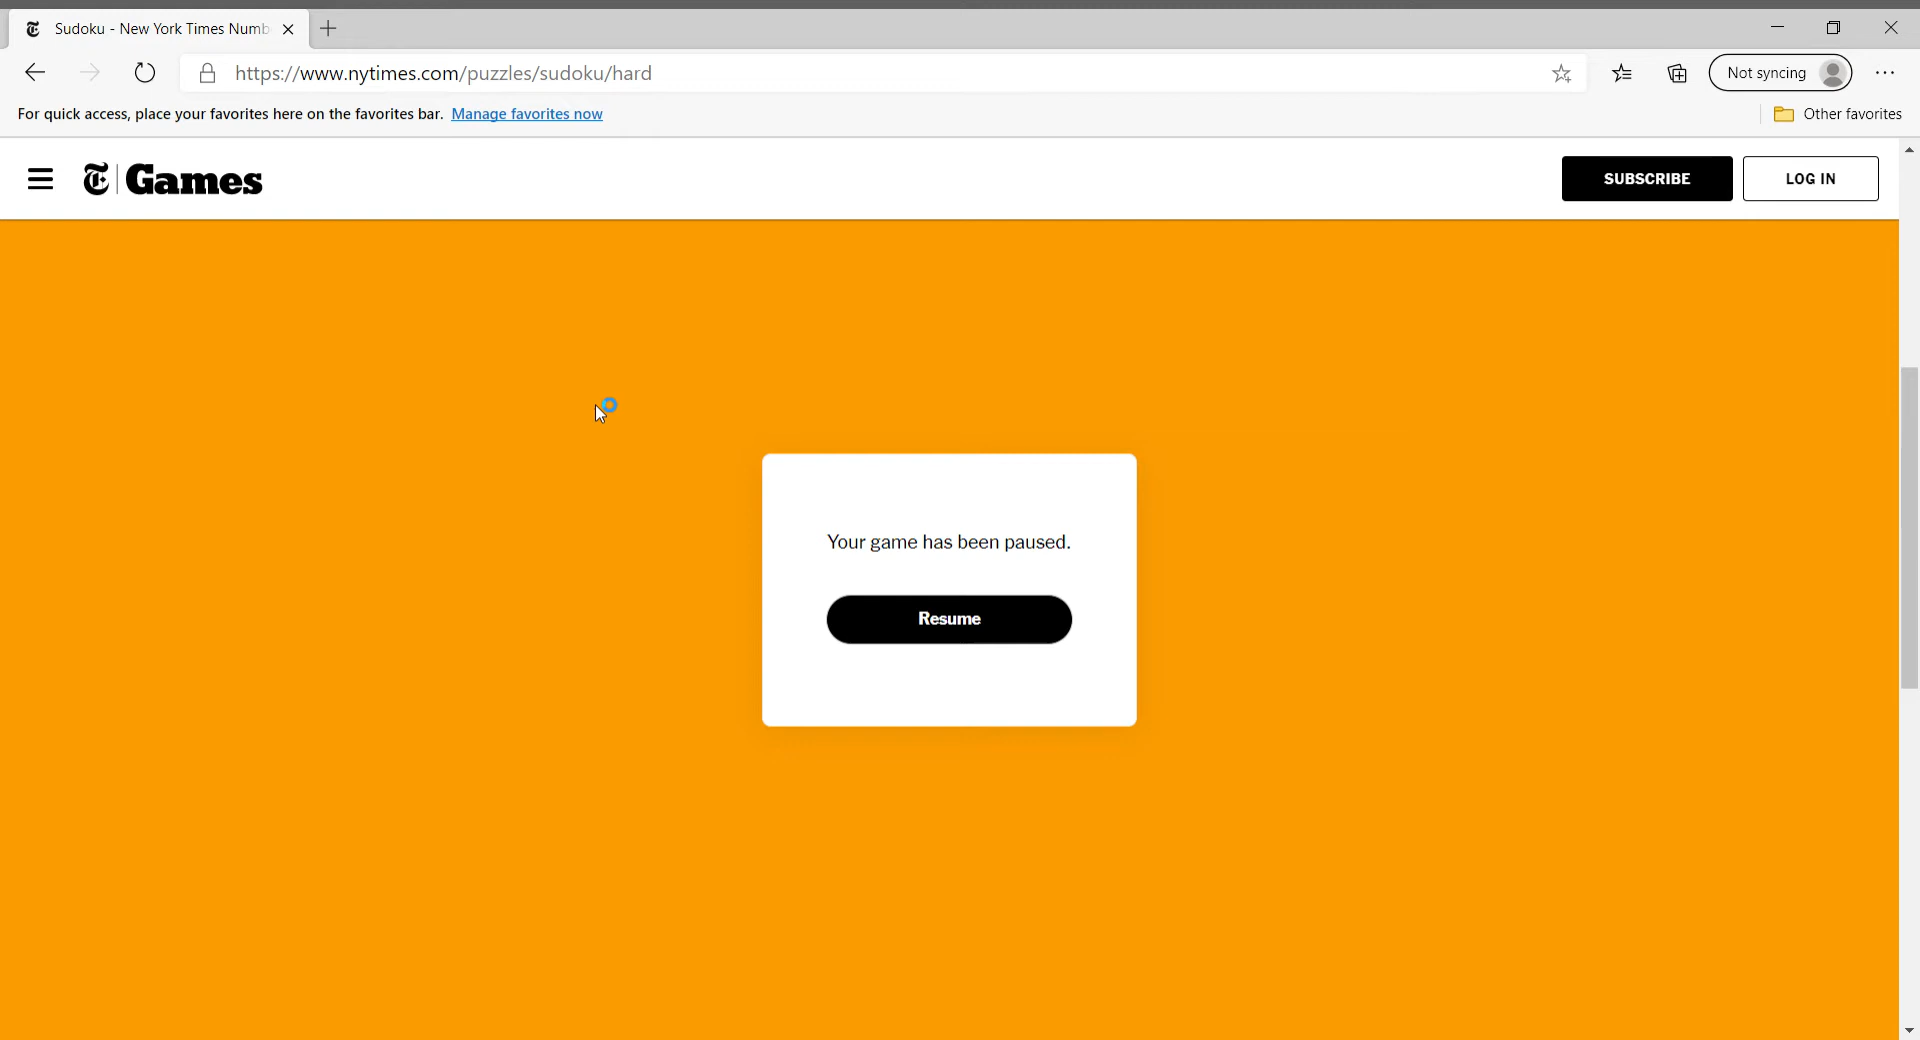 Sudoku - New York Times Numb
https://www.nytimes.com/puzzles/sudoku/hard
Not syncing
For quick access, place your favorites here on the favorites bar. Manage favorites now
Other favorites
T Games
SUBSCRIBE
LOG IN
Your game has been paused.
Resume